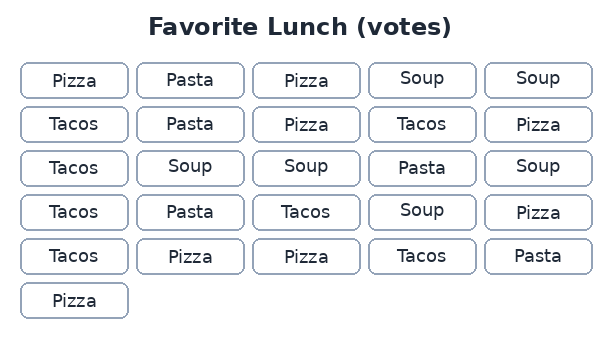 Favorite Lunch (votes)
Pizza Pasta Pizza Soup Soup
Tacos Pasta Pizza Tacos Pizza
Tacos Soup Soup Pasta Soup
Tacos Pasta Tacos Soup Pizza
Tacos Pizza Pizza Tacos Pasta
Pizza